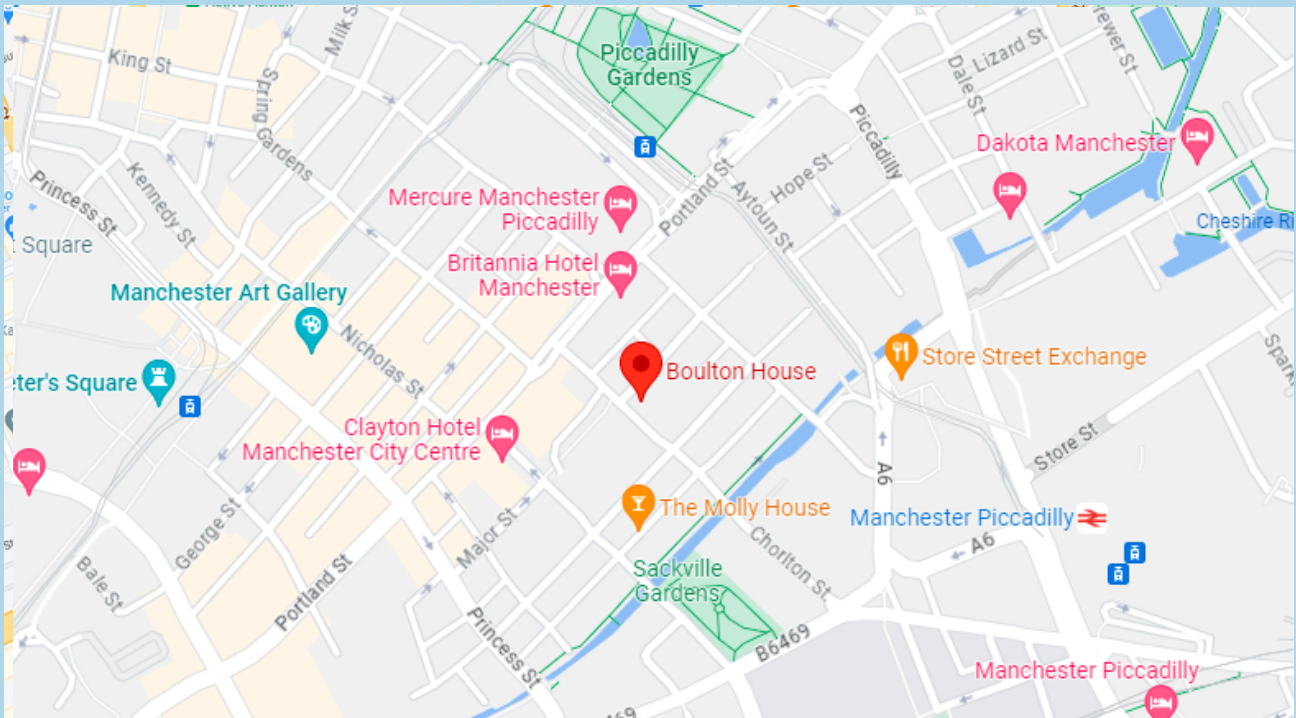 King St
Milk S
Spring Gardens
Piccadilly
Gardens
Piccadilly
Lizard St
Dale St
rewer St
Dakota Manchester
Princess St
Kennedy St
Mercure Manchester
Piccadilly
Portland St
Aytoun St
Hope St
Square
Cheshire Ri
Britannia Hotel
Manchester
Manchester Art Gallery
Nicholas St
Boulton House
Store Street Exchange
Spark
eter's Square
Clayton Hotel
Manchester City Centre
Store St
A6
The Molly House
Manchester Piccadilly
A6
George St
Major St
Chorlton St
Bale St
Portland St
Sackville
Gardens
Princess St
B6469
Manchester Piccadilly
469